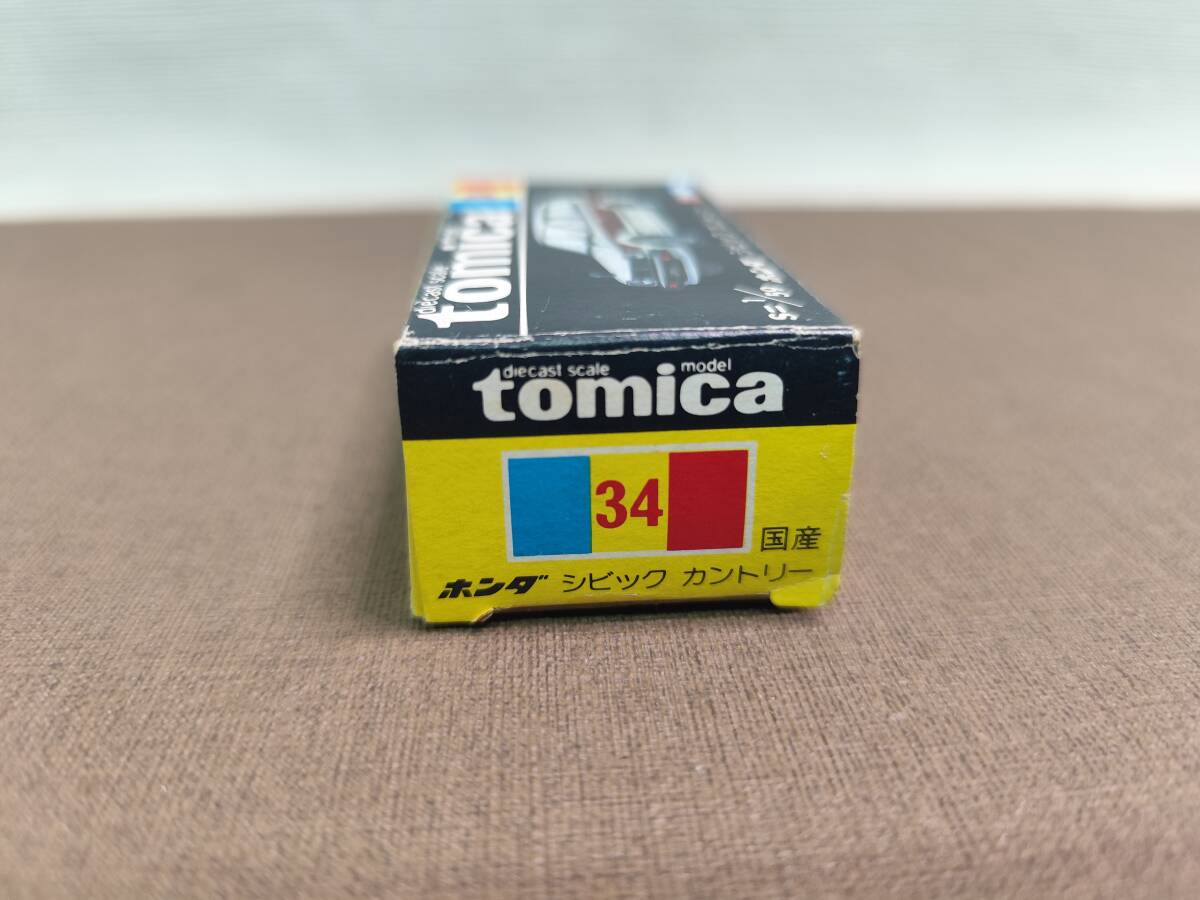 diecast scale
tomica
diecast scale model
tomica
34
国産
ホンダ シビック カントリー